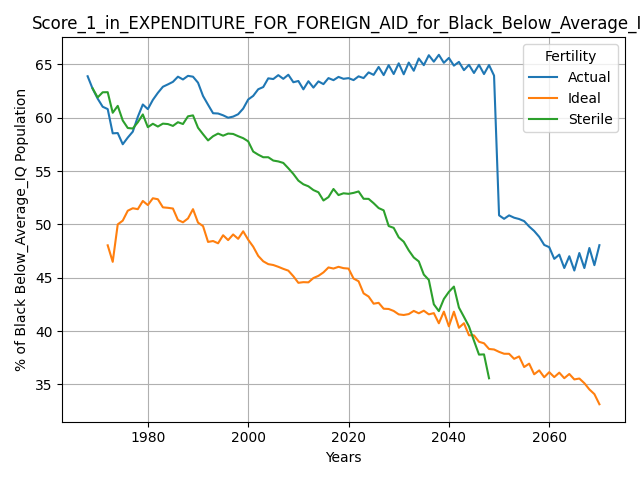 Score_1_in_EXPENDITURE_FOR_FOREIGN_AID_for_Black_Below_Average_I
Fertility
Actual
Ideal
Sterile
% of Black Below_Average_IQ Population
65
60
55
50
45
40
35
1980
2000
2020
2040
2060
Years